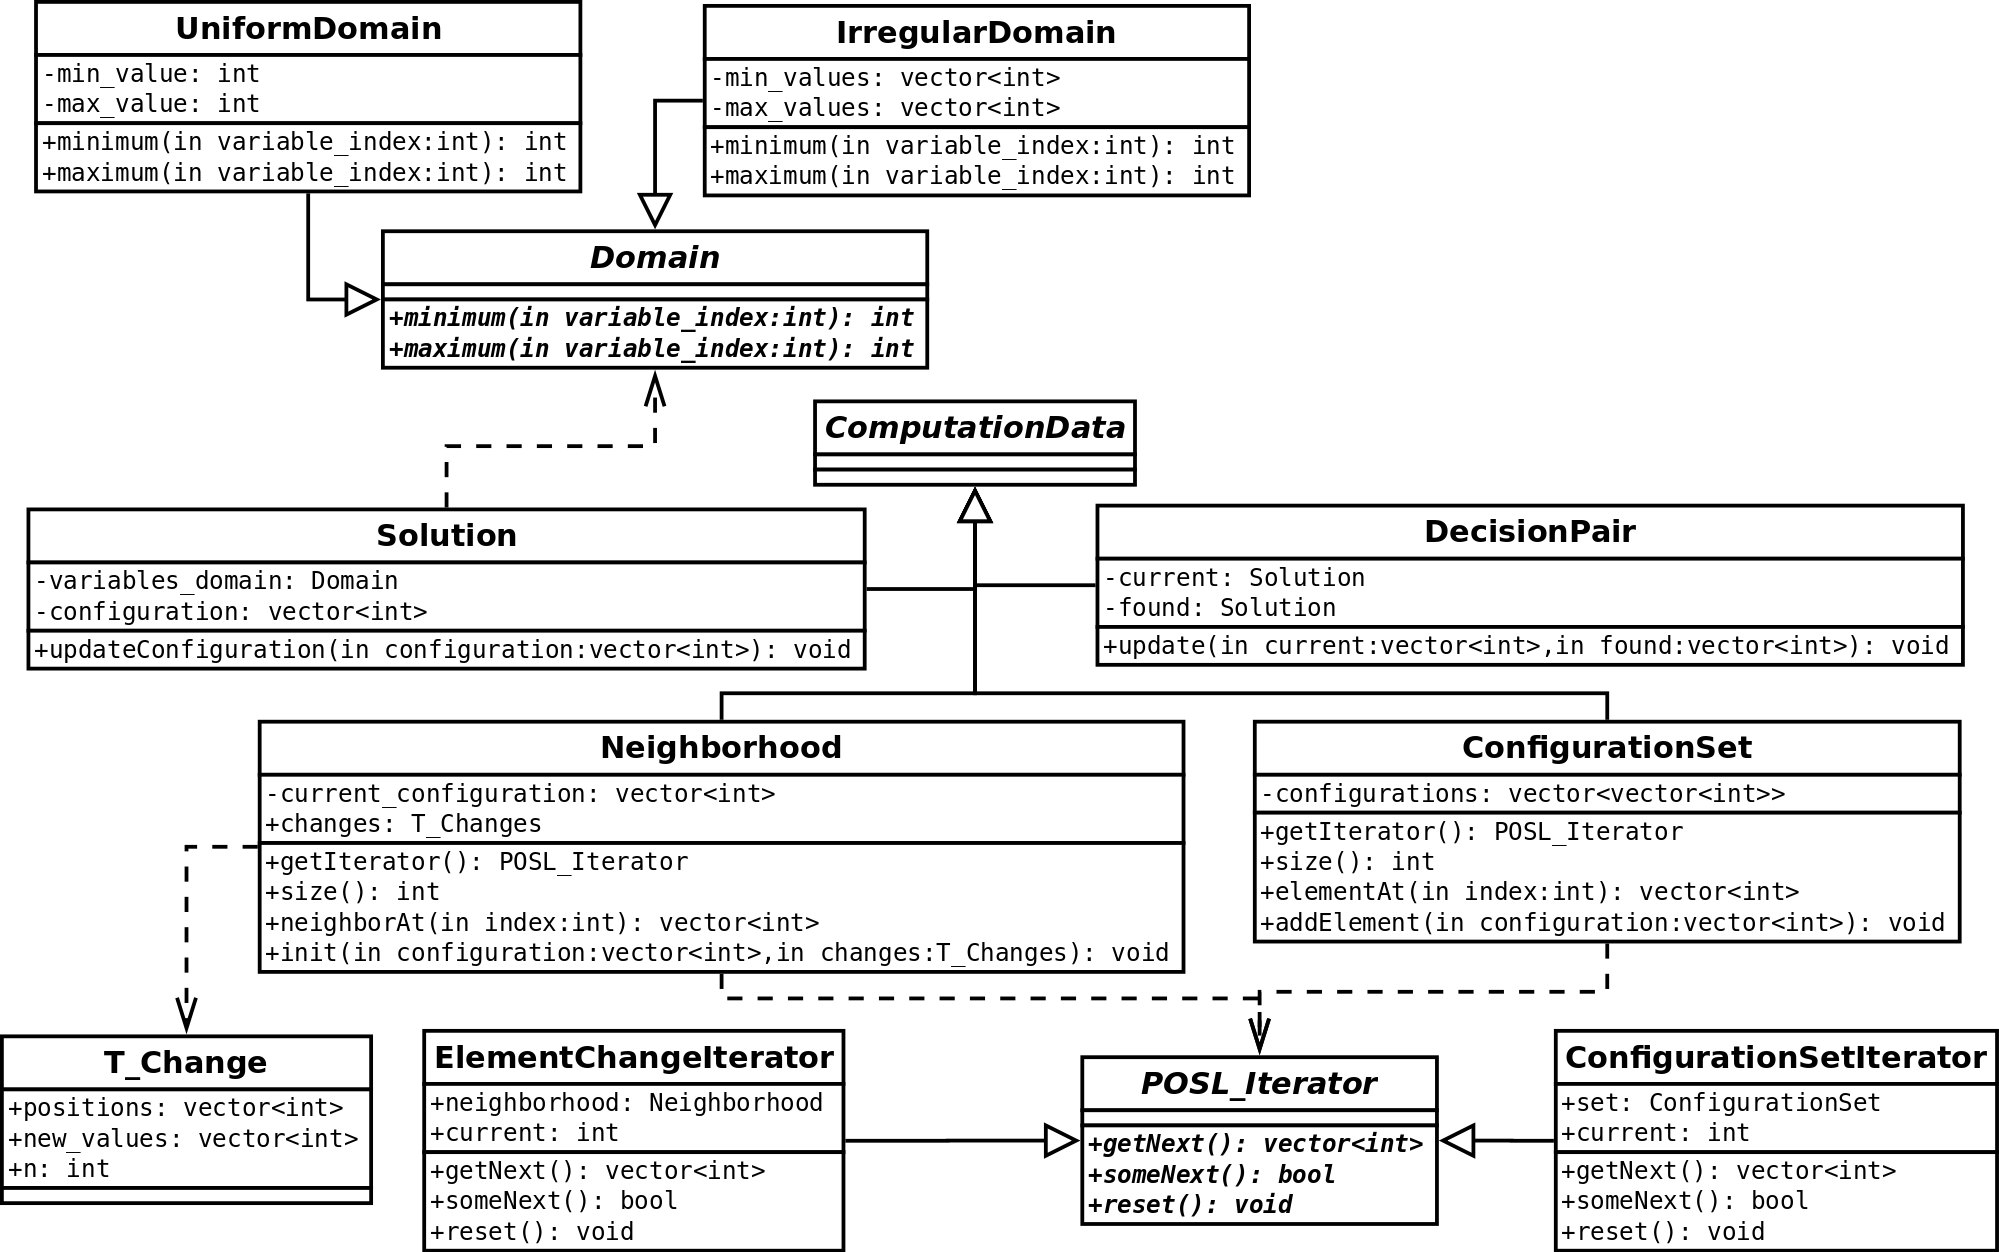 UniformDomain
-min_value: int
-max_value: int
+minimum(in variable_index:int): int
+maximum(in variable_index:int): int
IrregularDomain
-min_values: vector<int>
-max_values: vector<int>
+minimum(in variable_index:int): int
+maximum(in variable_index:int): int
Domain
+minimum(in variable_index:int): int
+maximum(in variable_index:int): int
ComputationData
Solution
-variables_domain: Domain
-configuration: vector<int>
+updateConfiguration(in configuration:vector<int>): void
DecisionPair
-current: Solution
-found: Solution
+update(in current:vector<int>,in found:vector<int>): void
Neighborhood
-current_configuration: vector<int>
+changes: T_Changes
+getIterator(): POSL_Iterator
+size(): int
+neighborAt(in index:int): vector<int>
+init(in configuration:vector<int>,in changes:T_Changes): void
ConfigurationSet
-configurations: vector<vector<int>>
+getIterator(): POSL_Iterator
+size(): int
+elementAt(in index:int): vector<int>
+addElement(in configuration:vector<int>): void
T_Change
+positions: vector<int>
+new_values: vector<int>
+n: int
ElementChangeIterator
+neighborhood: Neighborhood
+current: int
+getNext(): vector<int>
+someNext(): bool
+reset(): void
POSL_Iterator
+getNext(): vector<int>
+someNext(): bool
+reset(): void
ConfigurationSetIterator
+set: ConfigurationSet
+current: int
+getNext(): vector<int>
+someNext(): bool
+reset(): void